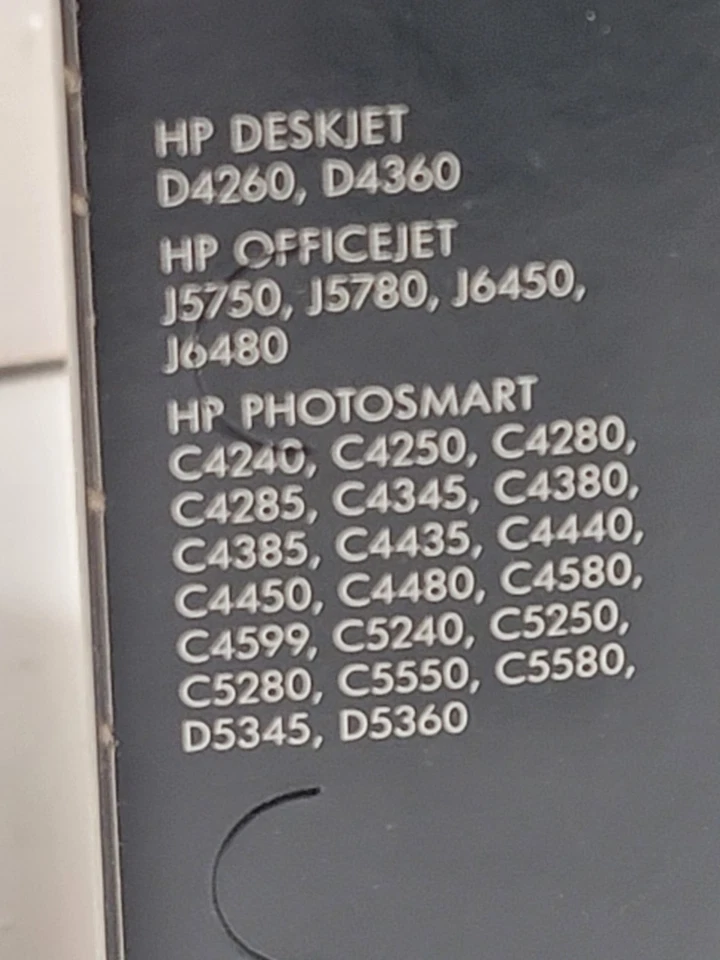 HP DESKJET
D4260, D4360
HP OFFICEJET
J5750, J5780, J6450,
J6480
HP PHOTOSMART
C4240, C4250, C4280,
C4285, C4345, C4380,
C4385, C4435, C4440,
C4450, C4480, C4580,
C4599, C5240, C5250,
C5280, C5550, C5580,
D5345, D5360